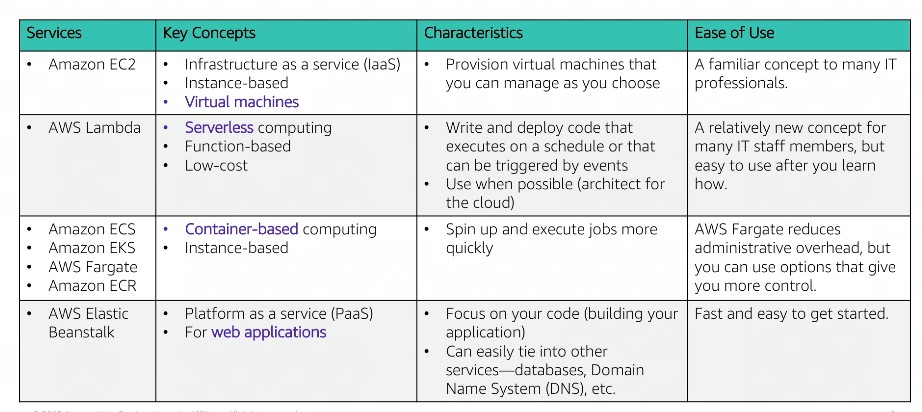 Services Key Concepts Characteristics Ease of Use
• Amazon EC2
• Infrastructure as a service (IaaS)
• Instance-based
• Virtual machines
• Provision virtual machines that
you can manage as you choose
A familiar concept to many IT
professionals.
• AWS Lambda
• Serverless computing
• Function-based
• Low-cost
• Write and deploy code that
executes on a schedule or that
can be triggered by events
• Use when possible (architect for
the cloud)
A relatively new concept for
many IT staff members, but
easy to use after you learn
how.
• Amazon ECS
• Amazon EKS
• AWS Fargate
• Amazon ECR
• Container-based computing
• Instance-based
• Spin up and execute jobs more
quickly
AWS Fargate reduces
administrative overhead, but
you can use options that give
you more control.
• AWS Elastic
Beanstalk
• Platform as a service (PaaS)
• For web applications
• Focus on your code (building your
application)
• Can easily tie into other
services—databases, Domain
Name System (DNS), etc.
Fast and easy to get started.